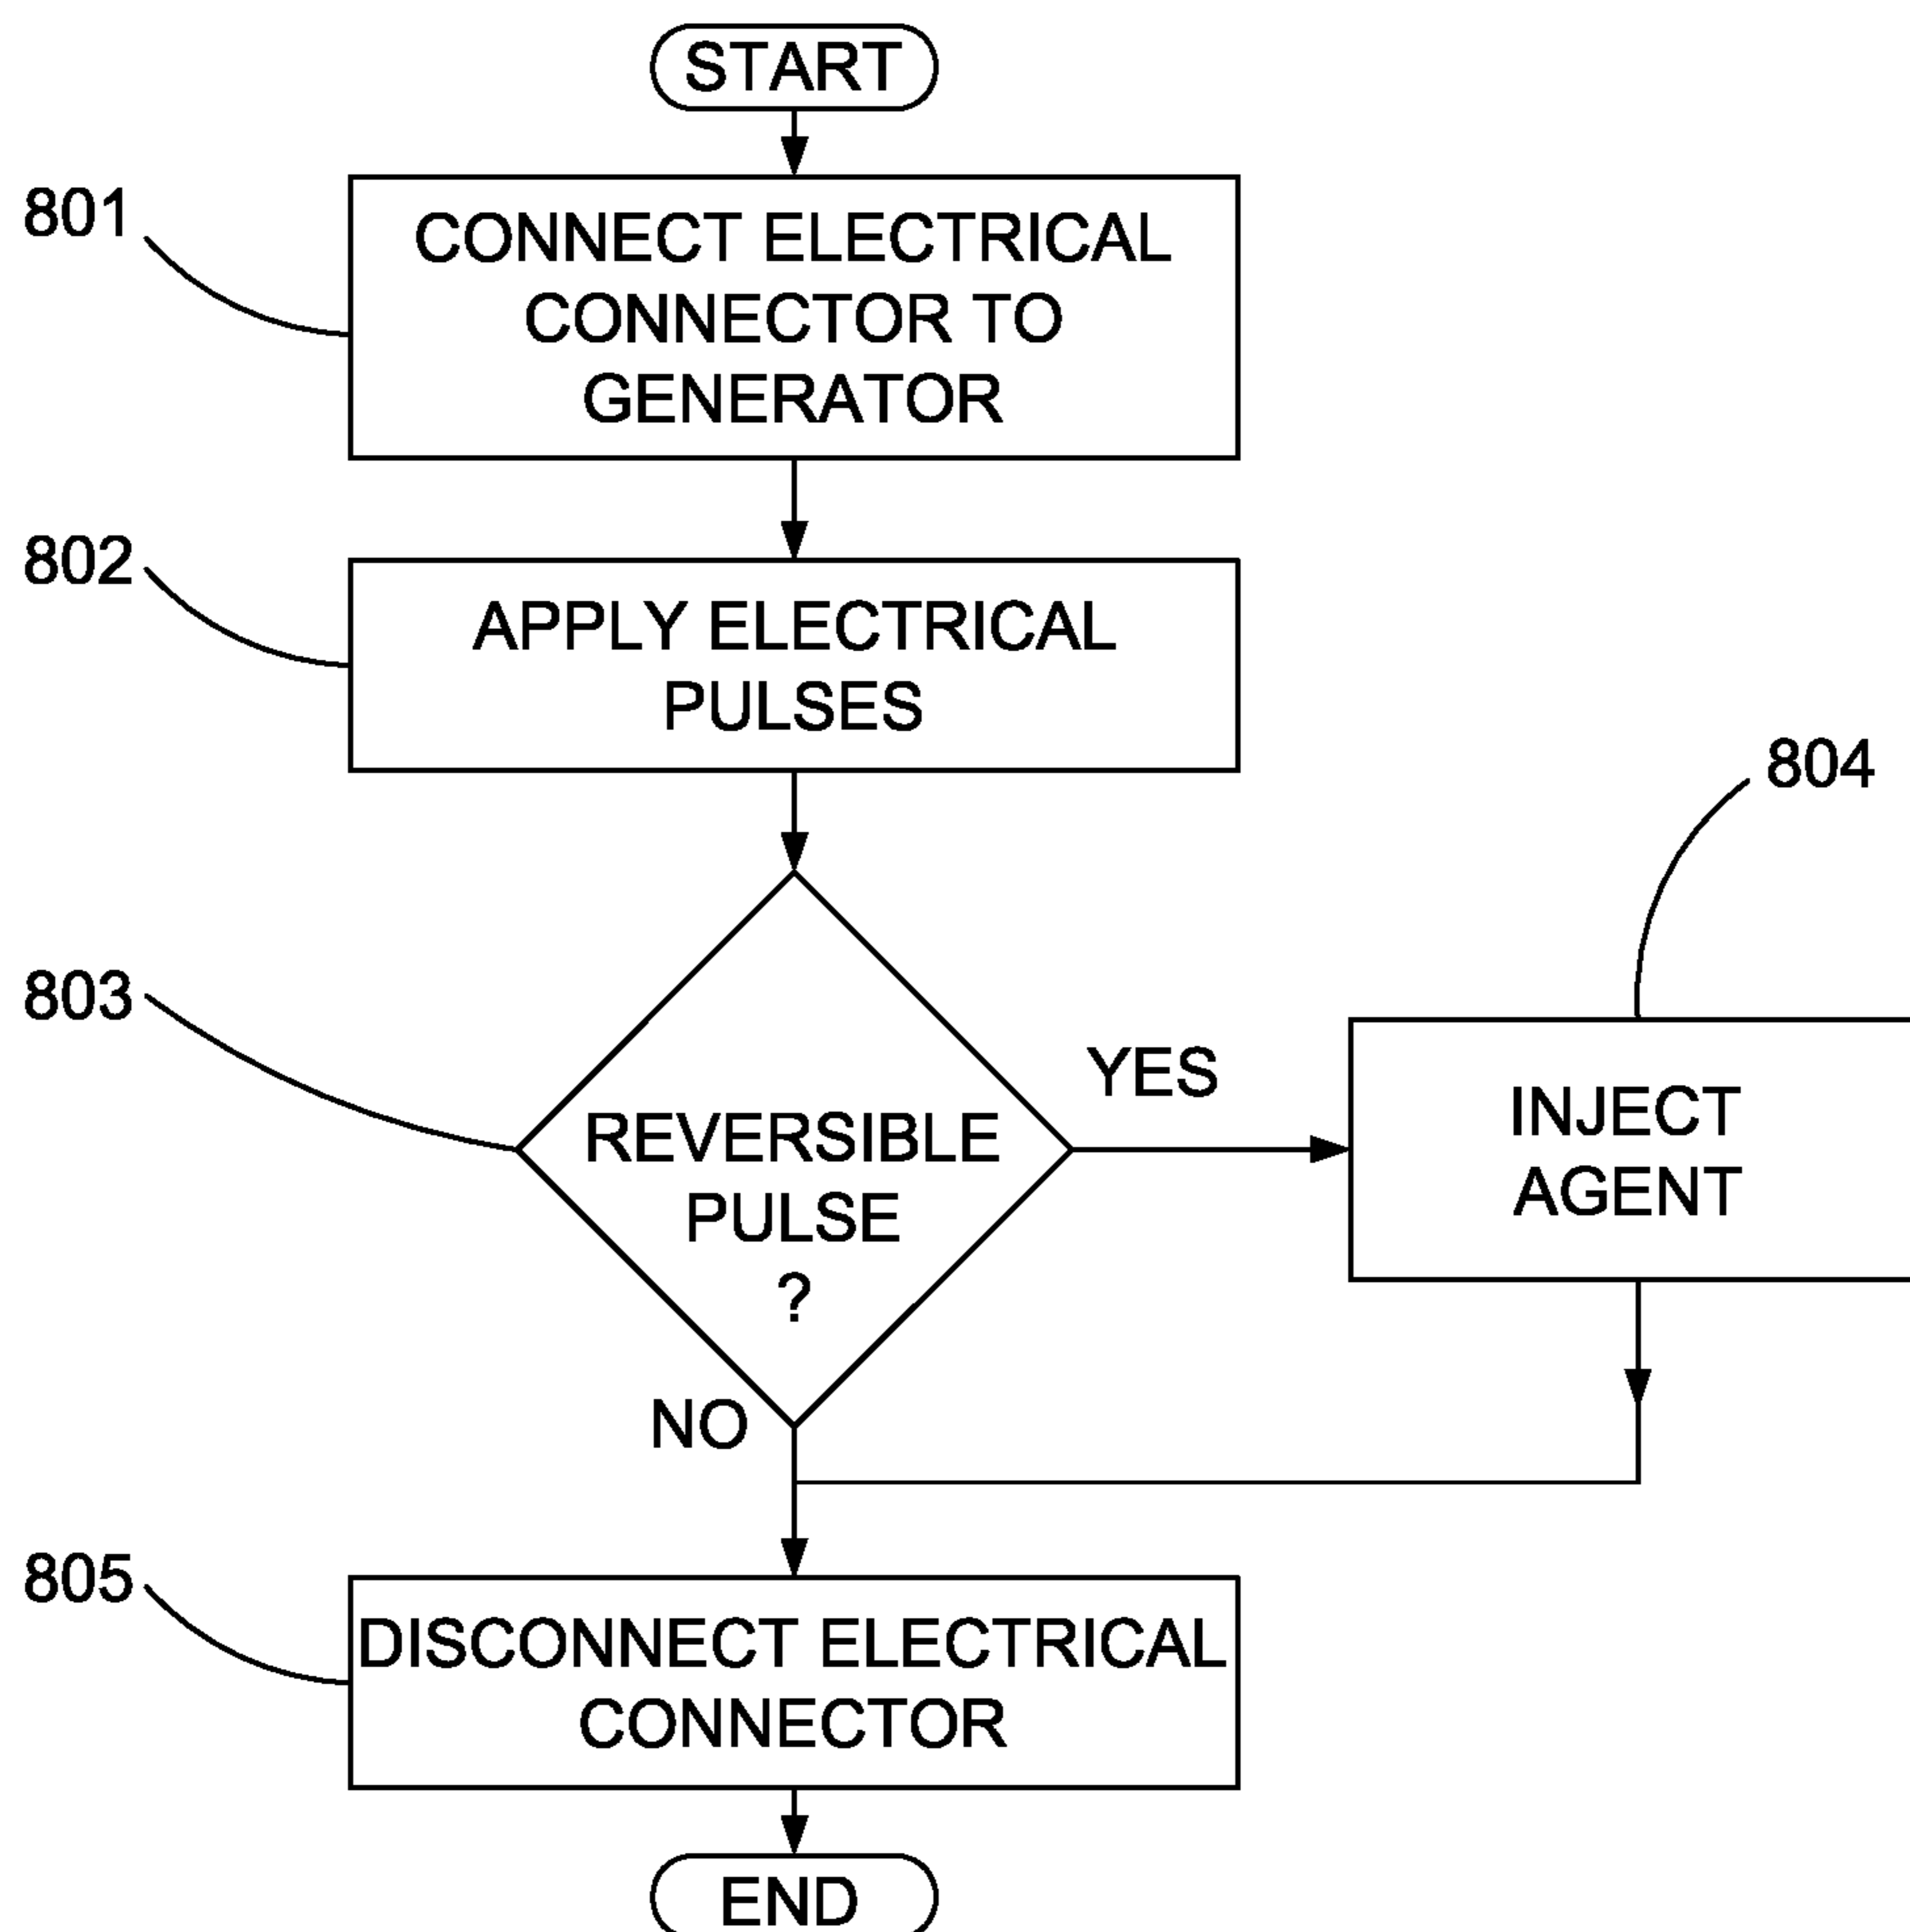 START
801
CONNECT ELECTRICAL
CONNECTOR TO
GENERATOR
802
APPLY ELECTRICAL
PULSES
803
REVERSIBLE
PULSE
?
YES
804
INJECT
AGENT
NO
805
DISCONNECT ELECTRICAL
CONNECTOR
END